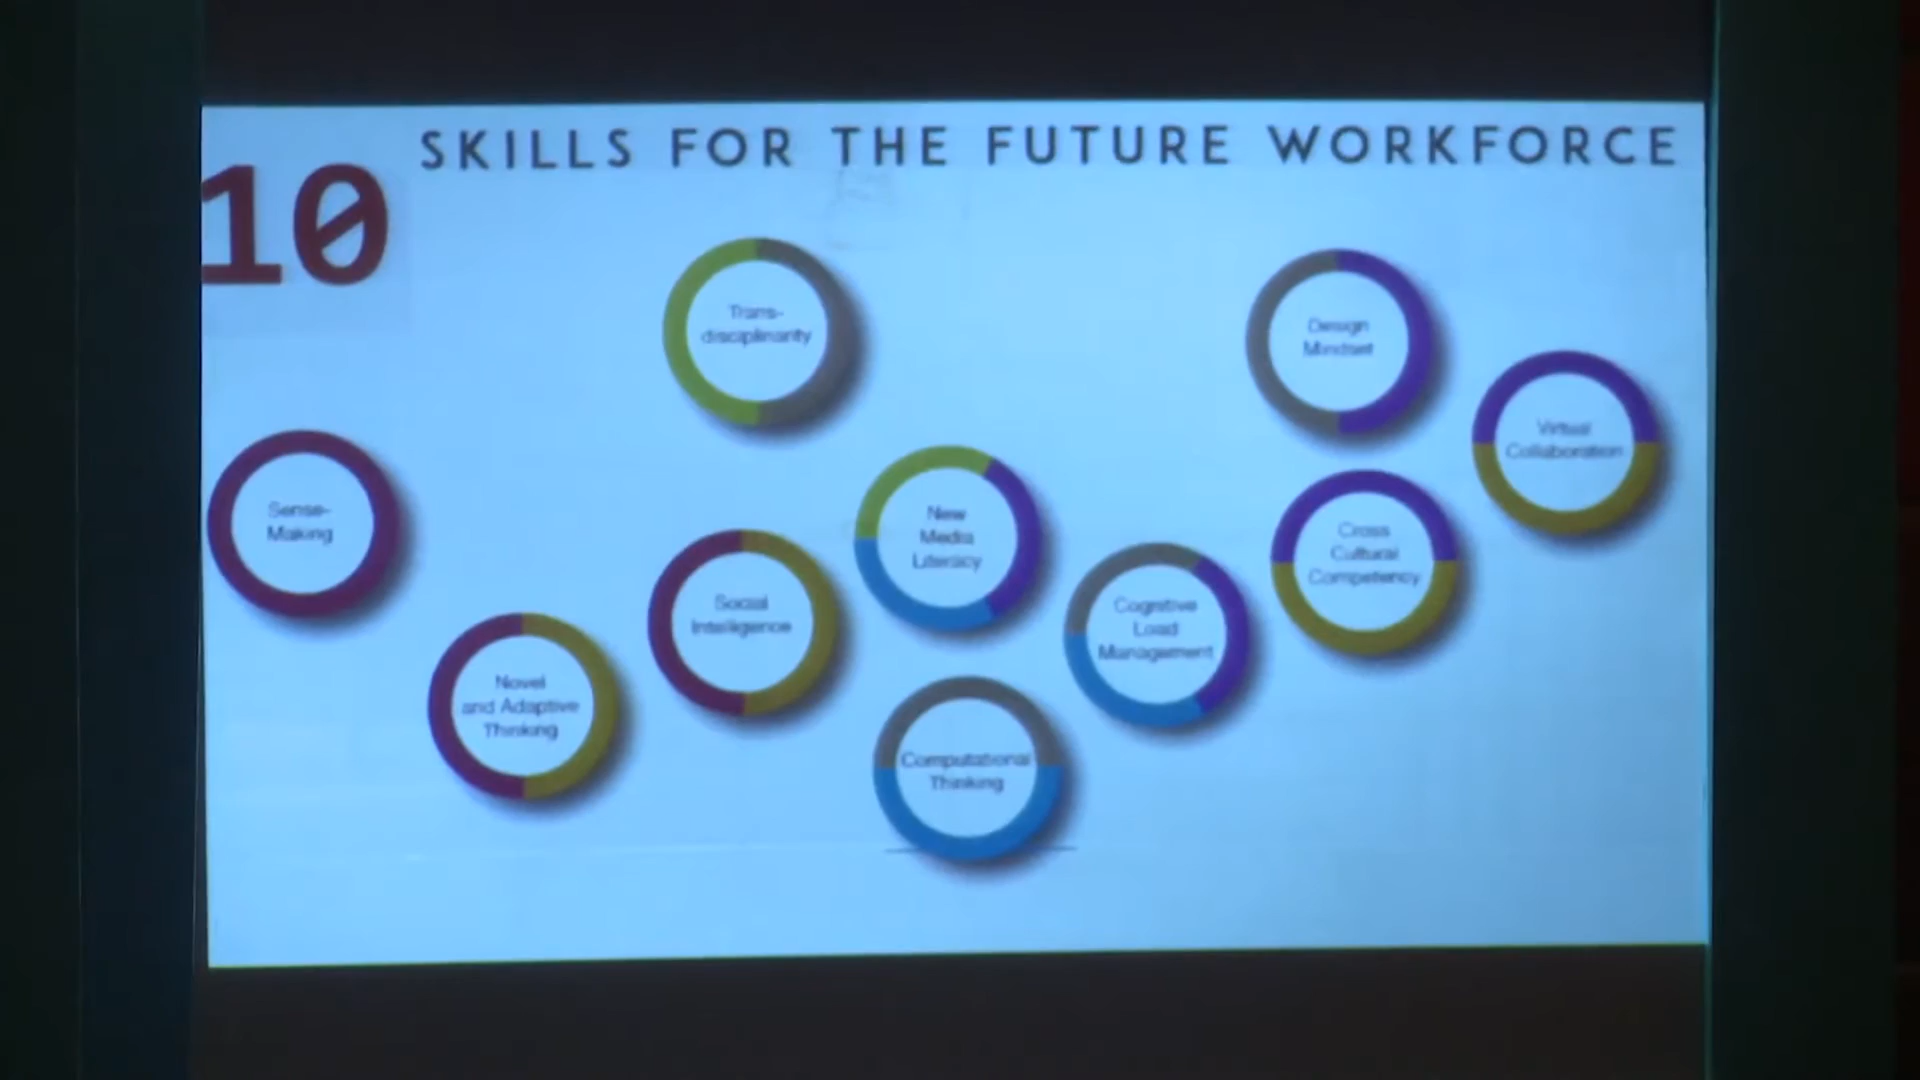 10
SKILLS FOR THE FUTURE WORKFORCE
Trans-
disciplinarity
Design
Mindset
Virtual
Collaboration
Sense-
Making
New
Media
Literacy
Cross
Cultural
Competency
Social
Intelligence
Cognitive
Load
Management
Novel
and Adaptive
Thinking
Computational
Thinking